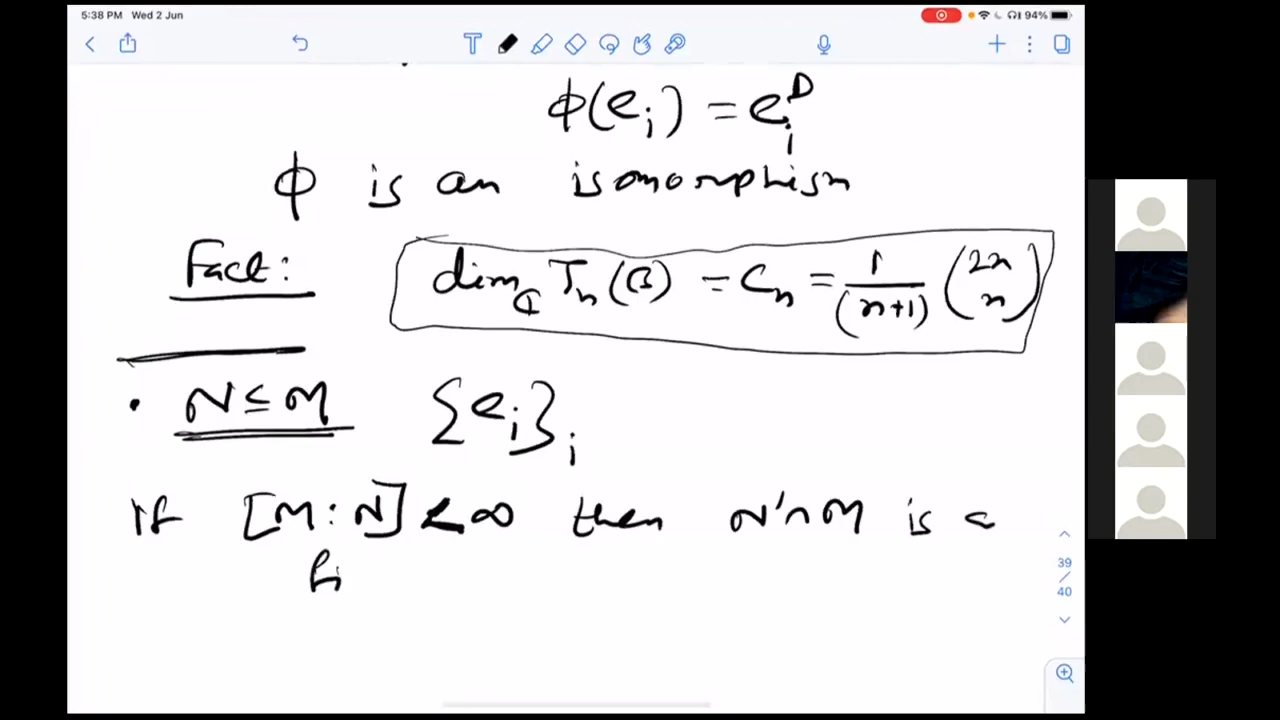 5:38 PM Wed 2 Jun
94%
ϕ(e_i) = e_i^D
ϕ is an isomorphism
Fact: dim_ℂ T_n(β) = C_n = 1/(n+1) (2n n)
• N ⊆ M {e_i}_i
If [M : N] < ∞ then N'∩M is a
fi
39
/
40